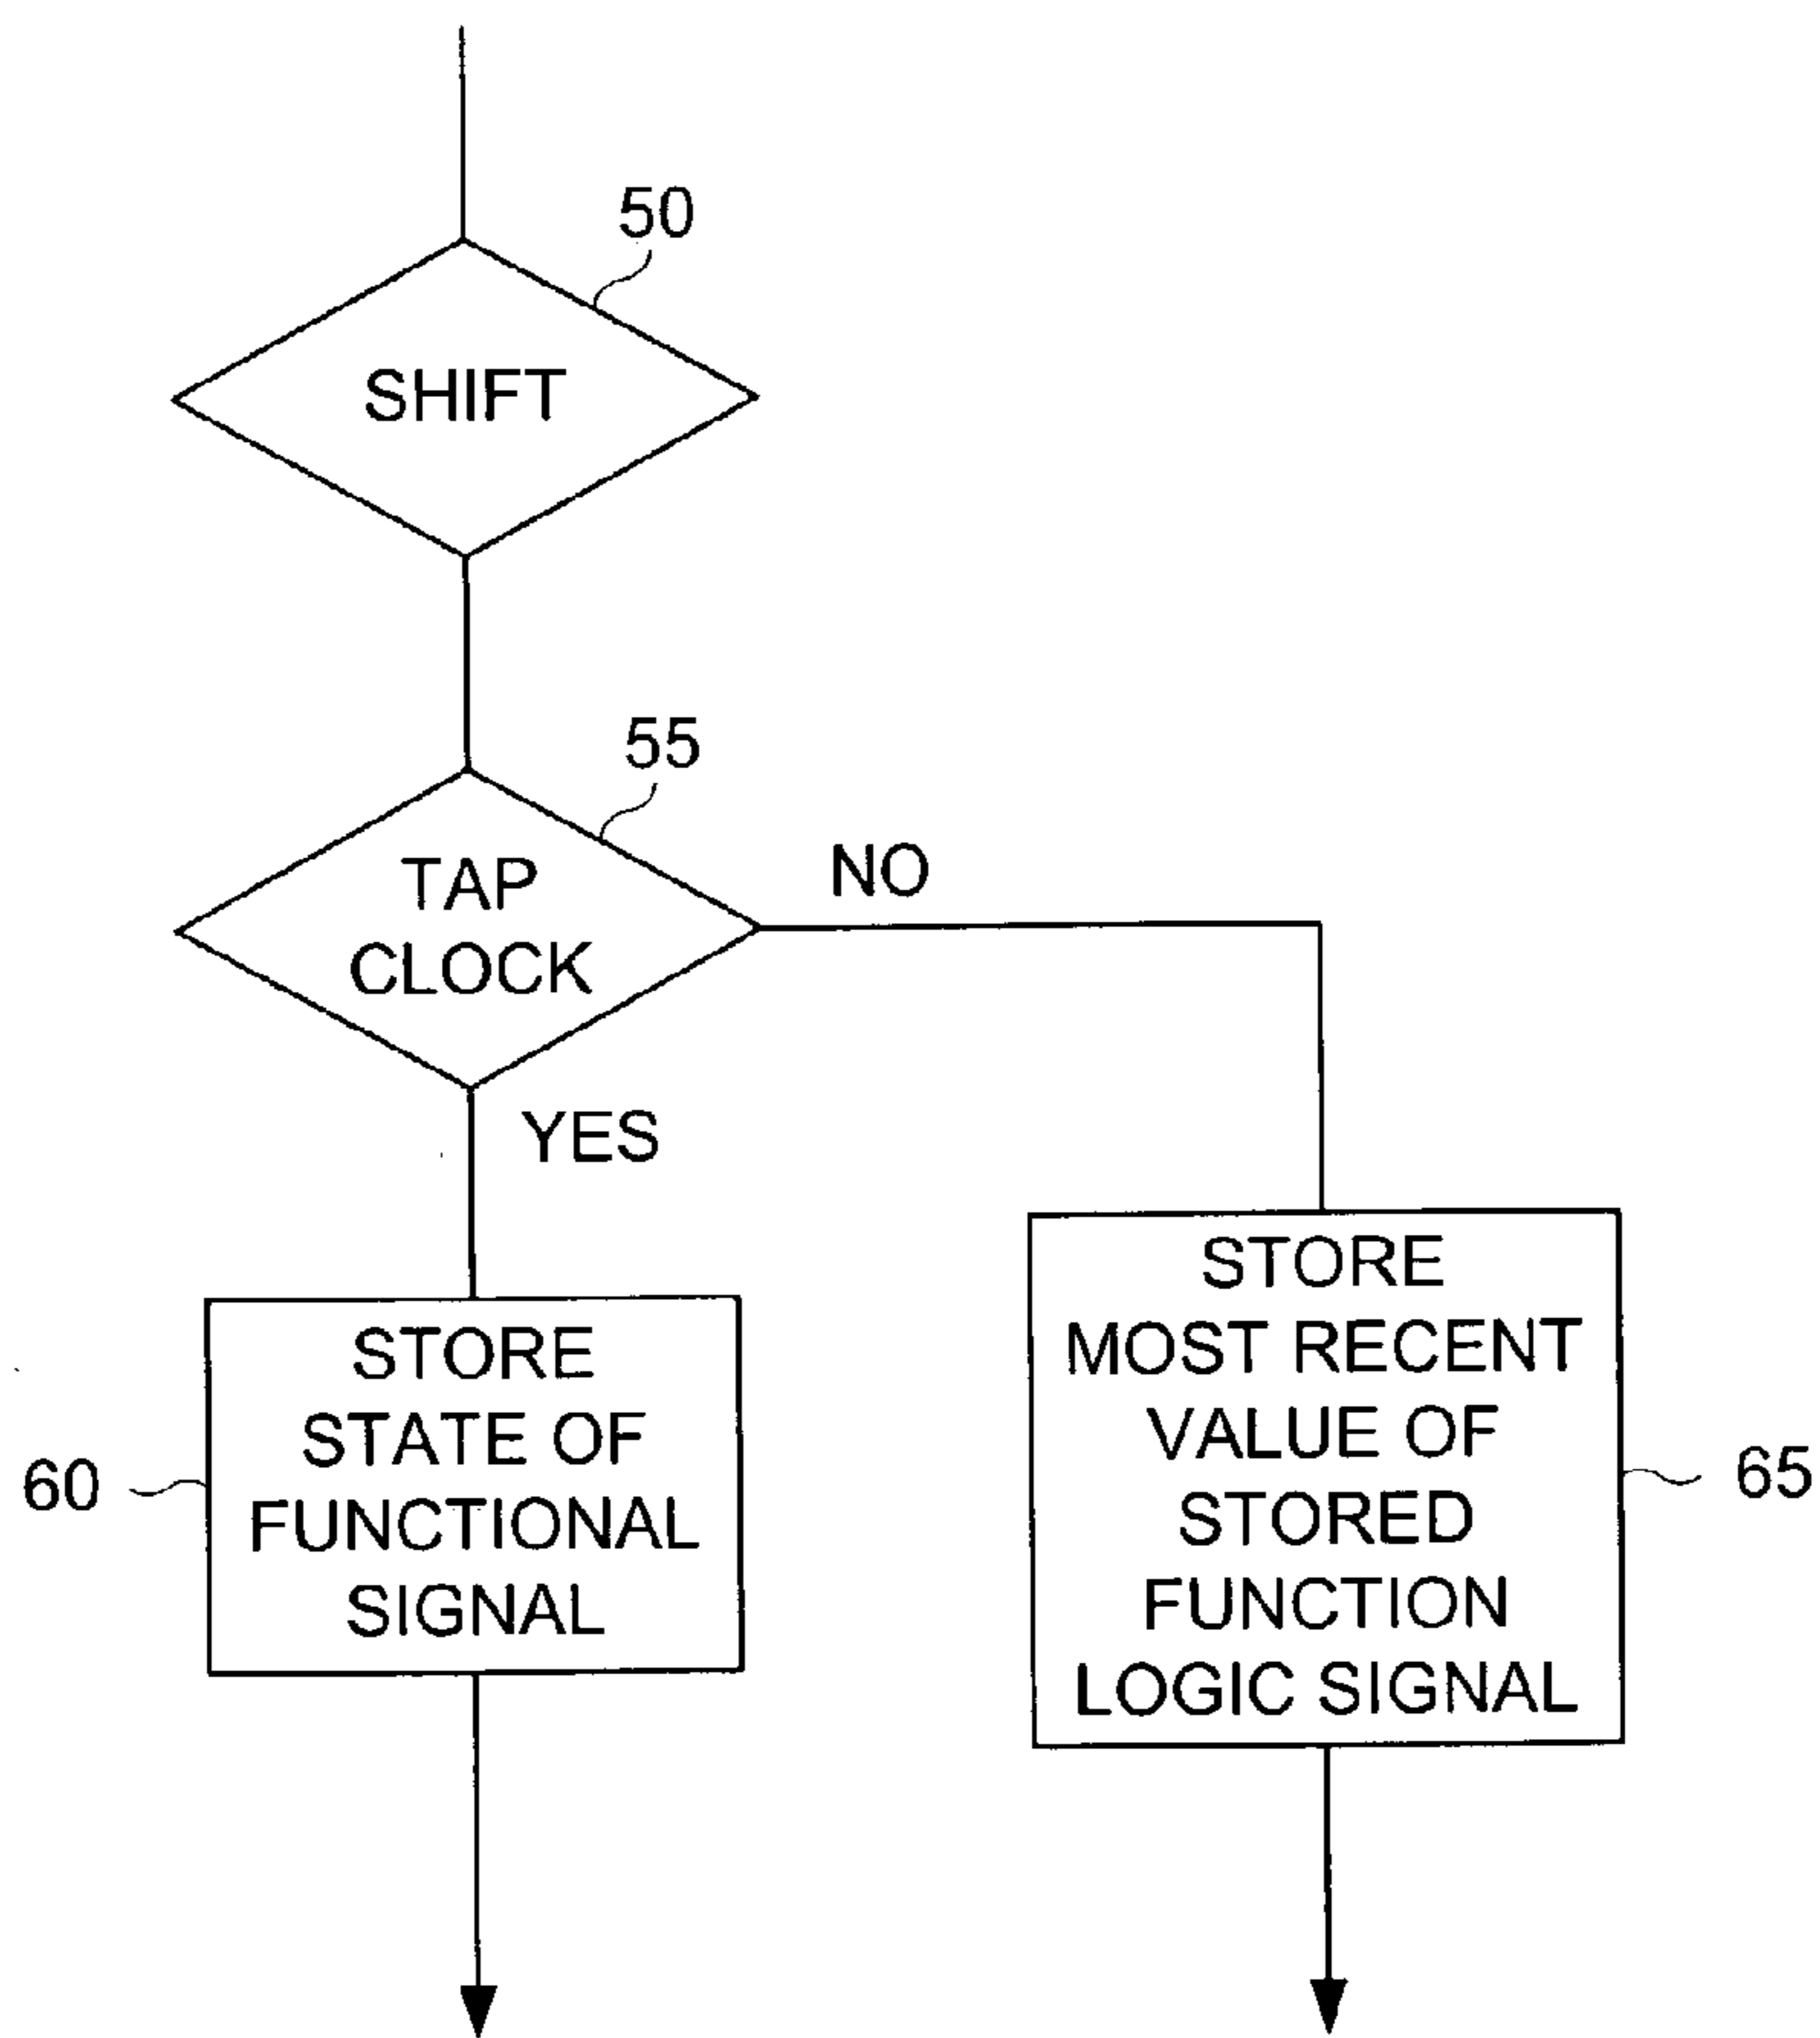 50
SHIFT
55
TAP
CLOCK
NO
YES
STORE
STATE OF
FUNCTIONAL
SIGNAL
60
STORE
MOST RECENT
VALUE OF
STORED
FUNCTION
LOGIC SIGNAL
65